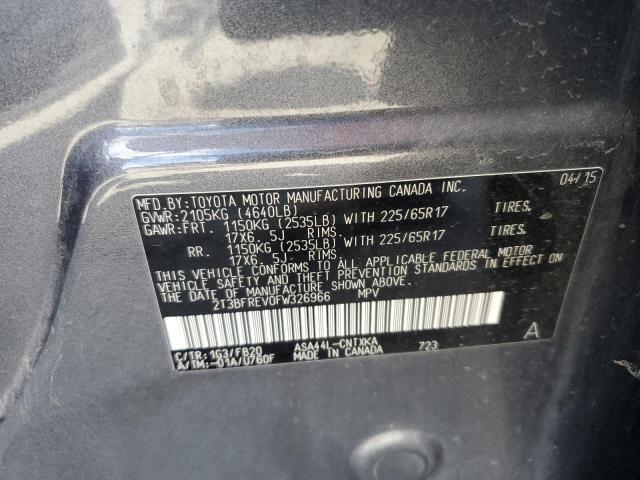 MFD.BY:TOYOTA MOTOR MANUFACTURING CANADA INC. 04/15
GVWR:2105KG (4640LB)
GAWR:FRT. 1150KG (2535LB) WITH 225/65R17 TIRES.
17X6.5J RIMS.
RR. 1150KG (2535LB) WITH 225/65R17 TIRES.
17X6.5J RIMS.
THIS VEHICLE CONFORMS TO ALL APPLICABLE FEDERAL MOTOR
VEHICLE SAFETY AND THEFT PREVENTION STANDARDS IN EFFECT ON
THE DATE OF MANUFACTURE SHOWN ABOVE.
2T3BFREV0FW326966 MPV
A
C/TR:1G3/FB20 ASA44L-CNTXKA 723
A/TM:-01A/U760F MADE IN CANADA